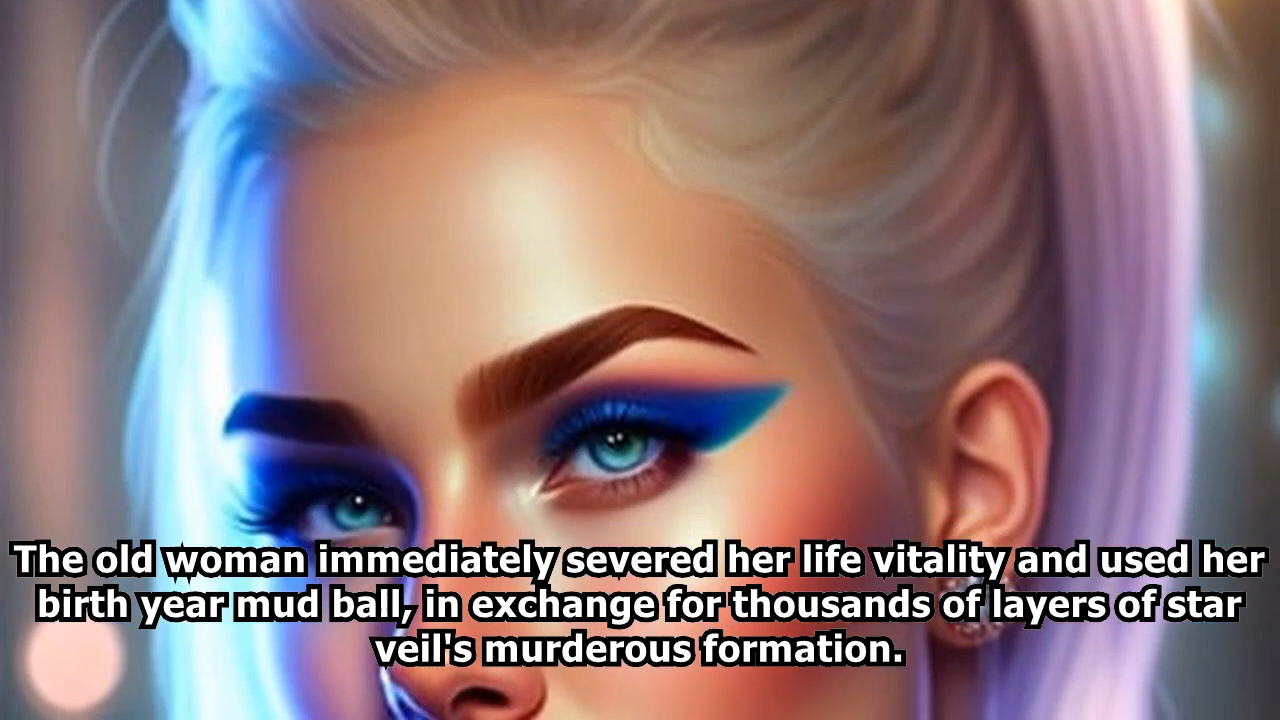 The old woman immediately severed her life vitality and used her
birth year mud ball, in exchange for thousands of layers of star
veil's murderous formation.